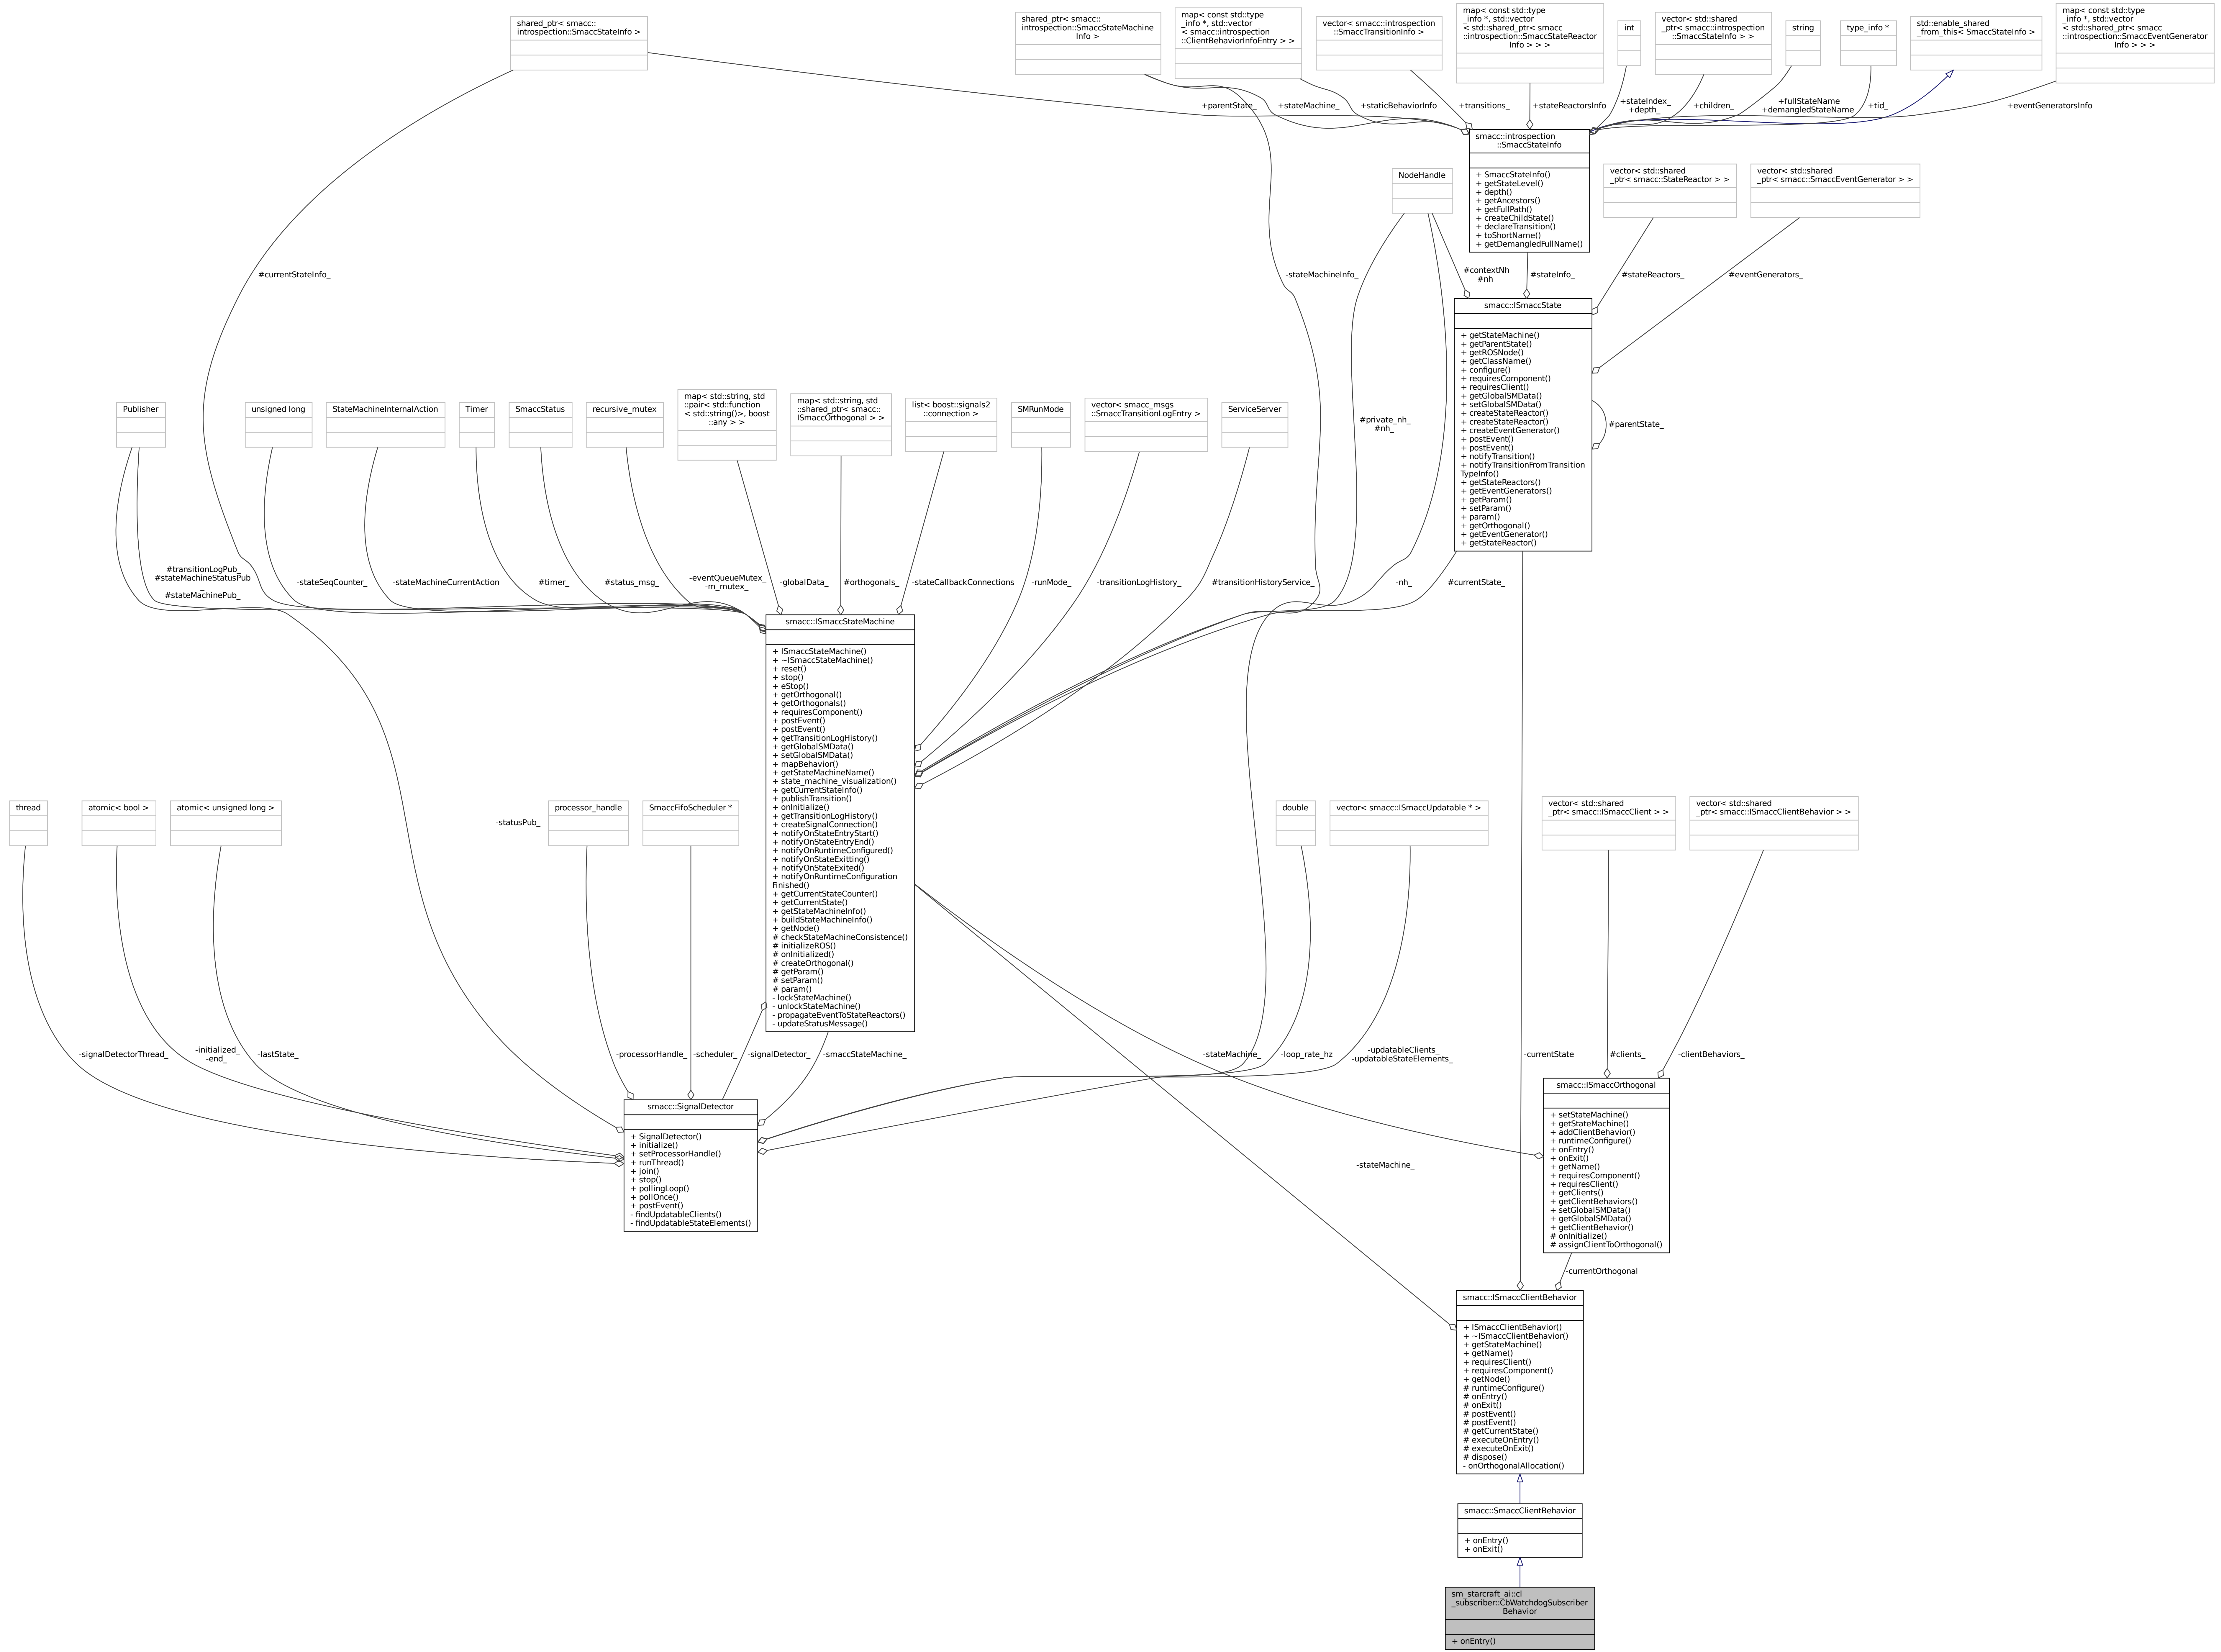 shared_ptr< smacc::
introspection::SmaccStateInfo >
shared_ptr< smacc::
introspection::SmaccStateMachine
Info >
map< const std::type
_info *, std::vector
< smacc::introspection
::ClientBehaviorInfoEntry > >
vector< smacc::introspection
::SmaccTransitionInfo >
map< const std::type
_info *, std::vector
< std::shared_ptr< smacc
::introspection::SmaccStateReactor
Info > > >
int
vector< std::shared
_ptr< smacc::introspection
::SmaccStateInfo > >
string
type_info *
std::enable_shared
_from_this< SmaccStateInfo >
map< const std::type
_info *, std::vector
< std::shared_ptr< smacc
::introspection::SmaccEventGenerator
Info > > >
+parentState_
+stateMachine_
+staticBehaviorInfo
+transitions_
+stateReactorsInfo
+stateIndex_
+depth_
+children_
+fullStateName
+demangledStateName
+tid_
+eventGeneratorsInfo
smacc::introspection
::SmaccStateInfo
+ SmaccStateInfo()
+ getStateLevel()
+ depth()
+ getAncestors()
+ getFullPath()
+ createChildState()
+ declareTransition()
+ toShortName()
+ getDemangledFullName()
NodeHandle
vector< std::shared
_ptr< smacc::StateReactor > >
vector< std::shared
_ptr< smacc::SmaccEventGenerator > >
#currentStateInfo_
-stateMachineInfo_
#contextNh
#nh
#stateInfo_
#stateReactors_
#eventGenerators_
smacc::ISmaccState
+ getStateMachine()
+ getParentState()
+ getROSNode()
+ getClassName()
+ configure()
+ requiresComponent()
+ requiresClient()
+ getGlobalSMData()
+ setGlobalSMData()
+ createStateReactor()
+ createStateReactor()
+ createEventGenerator()
+ postEvent()
+ postEvent()
+ notifyTransition()
+ notifyTransitionFromTransition
TypeInfo()
+ getStateReactors()
+ getEventGenerators()
+ getParam()
+ setParam()
+ param()
+ getOrthogonal()
+ getEventGenerator()
+ getStateReactor()
#parentState_
#private_nh_
#nh_
Publisher
unsigned long
StateMachineInternalAction
Timer
SmaccStatus
recursive_mutex
map< std::string, std
::pair< std::function
< std::string()>, boost
::any > >
map< std::string, std
::shared_ptr< smacc::
ISmaccOrthogonal > >
list< boost::signals2
::connection >
SMRunMode
vector< smacc_msgs
::SmaccTransitionLogEntry >
ServiceServer
#transitionLogPub_
#stateMachineStatusPub
_
#stateMachinePub_
-stateSeqCounter_
-stateMachineCurrentAction
#timer_
#status_msg_
-eventQueueMutex_
-m_mutex_
-globalData_
#orthogonals_
-stateCallbackConnections
-runMode_
-transitionLogHistory_
#transitionHistoryService_
-nh_
#currentState_
smacc::ISmaccStateMachine
+ ISmaccStateMachine()
+ ~ISmaccStateMachine()
+ reset()
+ stop()
+ eStop()
+ getOrthogonal()
+ getOrthogonals()
+ requiresComponent()
+ postEvent()
+ postEvent()
+ getTransitionLogHistory()
+ getGlobalSMData()
+ setGlobalSMData()
+ mapBehavior()
+ getStateMachineName()
+ state_machine_visualization()
+ getCurrentStateInfo()
+ publishTransition()
+ onInitialize()
+ getTransitionLogHistory()
+ createSignalConnection()
+ notifyOnStateEntryStart()
+ notifyOnStateEntryEnd()
+ notifyOnRuntimeConfigured()
+ notifyOnStateExitting()
+ notifyOnStateExited()
+ notifyOnRuntimeConfiguration
Finished()
+ getCurrentStateCounter()
+ getCurrentState()
+ getStateMachineInfo()
+ buildStateMachineInfo()
+ getNode()
# checkStateMachineConsistence()
# initializeROS()
# onInitialized()
# createOrthogonal()
# getParam()
# setParam()
# param()
- lockStateMachine()
- unlockStateMachine()
- propagateEventToStateReactors()
- updateStatusMessage()
thread
atomic< bool >
atomic< unsigned long >
-statusPub_
processor_handle
SmaccFifoScheduler *
double
vector< smacc::ISmaccUpdatable * >
vector< std::shared
_ptr< smacc::ISmaccClient > >
vector< std::shared
_ptr< smacc::ISmaccClientBehavior > >
-signalDetectorThread_
-initialized_
-end_
-lastState_
-processorHandle_
-scheduler_
-signalDetector_
-smaccStateMachine_
-stateMachine_
-loop_rate_hz
-updatableClients_
-updatableStateElements_
-currentState
#clients_
-clientBehaviors_
smacc::SignalDetector
+ SignalDetector()
+ initialize()
+ setProcessorHandle()
+ runThread()
+ join()
+ stop()
+ pollingLoop()
+ pollOnce()
+ postEvent()
- findUpdatableClients()
- findUpdatableStateElements()
smacc::ISmaccOrthogonal
+ setStateMachine()
+ getStateMachine()
+ addClientBehavior()
+ runtimeConfigure()
+ onEntry()
+ onExit()
+ getName()
+ requiresComponent()
+ requiresClient()
+ getClients()
+ getClientBehaviors()
+ setGlobalSMData()
+ getGlobalSMData()
+ getClientBehavior()
# onInitialize()
# assignClientToOrthogonal()
-stateMachine_
-currentOrthogonal
smacc::ISmaccClientBehavior
+ ISmaccClientBehavior()
+ ~ISmaccClientBehavior()
+ getStateMachine()
+ getName()
+ requiresClient()
+ requiresComponent()
+ getNode()
# runtimeConfigure()
# onEntry()
# onExit()
# postEvent()
# postEvent()
# getCurrentState()
# executeOnEntry()
# executeOnExit()
# dispose()
- onOrthogonalAllocation()
smacc::SmaccClientBehavior
+ onEntry()
+ onExit()
sm_starcraft_ai::cl
_subscriber::CbWatchdogSubscriber
Behavior
+ onEntry()